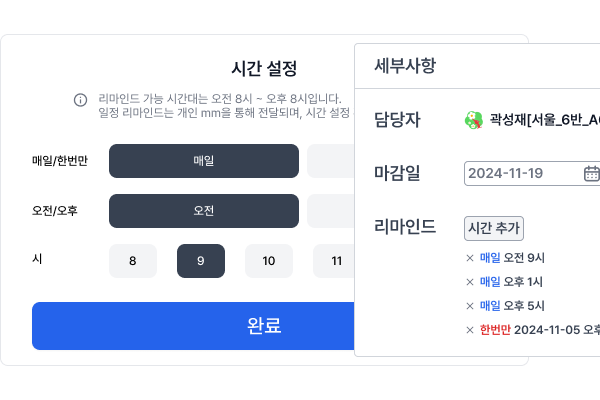 시간 설정
리마인드 가능 시간대는 오전 8시 ~ 오후 8시입니다.
일정 리마인드는 개인 mm을 통해 전달되며, 시간 설정
매일/한번만
매일
오전/오후
오전
시
8
9
10
11
완료
세부사항
담당자
곽성재[서울_6반_A
마감일
2024-11-19
리마인드
시간 추가
× 매일 오전 9시
× 매일 오후 1시
× 매일 오후 5시
× 한번만 2024-11-05 오후